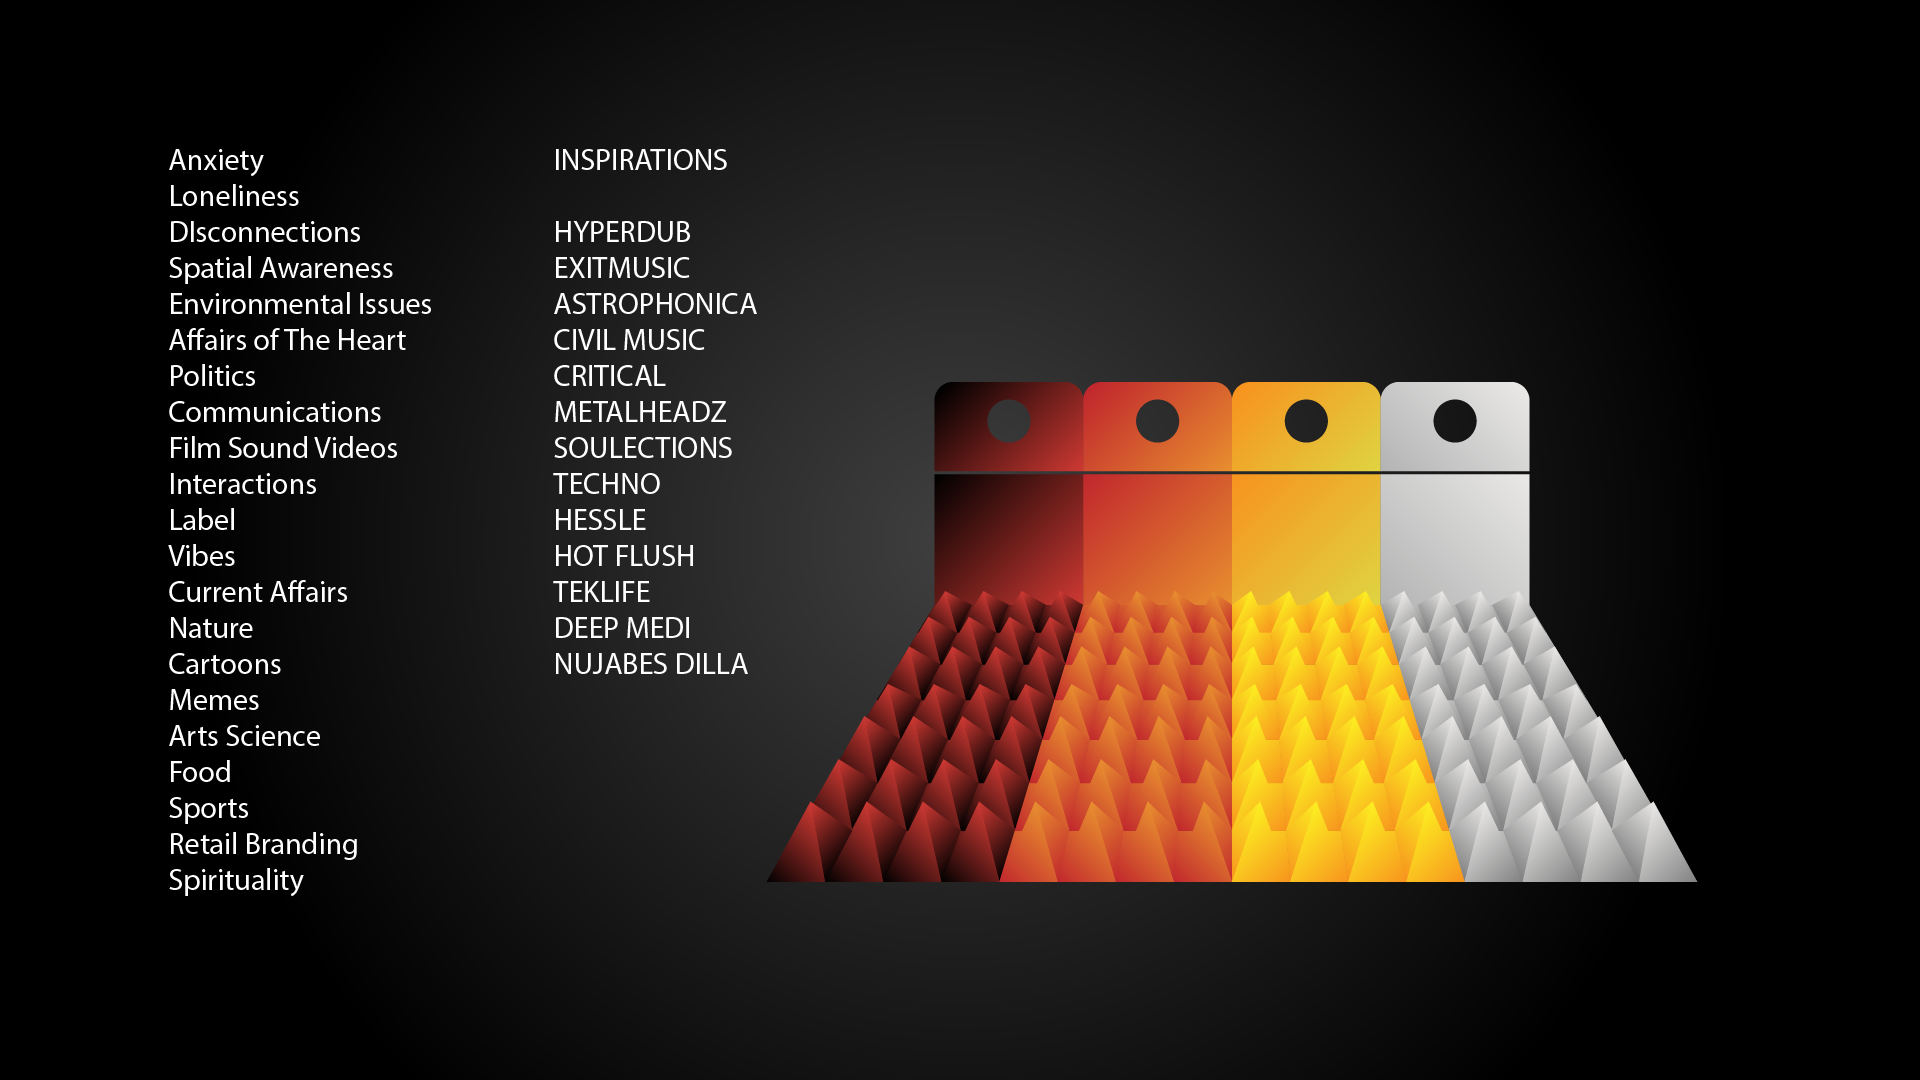 Anxiety
Loneliness
DIsconnections
Spatial Awareness
Environmental Issues
Affairs of The Heart
Politics
Communications
Film Sound Videos
Interactions
Label
Vibes
Current Affairs
Nature
Cartoons
Memes
Arts Science
Food
Sports
Retail Branding
Spirituality
INSPIRATIONS
HYPERDUB
EXITMUSIC
ASTROPHONICA
CIVIL MUSIC
CRITICAL
METALHEADZ
SOULECTIONS
TECHNO
HESSLE
HOT FLUSH
TEKLIFE
DEEP MEDI
NUJABES DILLA